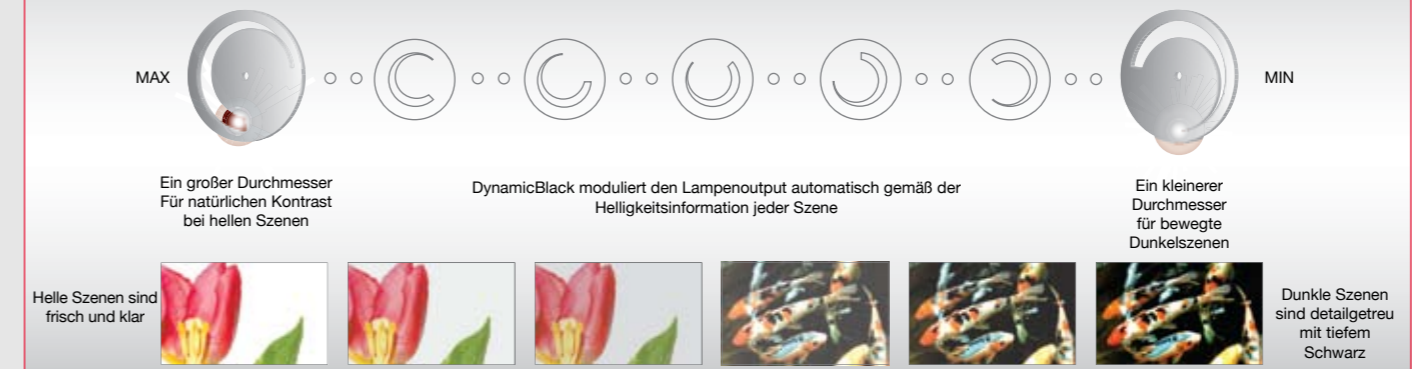 MAX
MIN
Ein großer Durchmesser
Für natürlichen Kontrast
bei hellen Szenen
DynamicBlack moduliert den Lampenoutput automatisch gemäß der
Helligkeitsinformation jeder Szene
Ein kleinerer
Durchmesser
für bewegte
Dunkelszenen
Helle Szenen sind
frisch und klar
Dunkle Szenen
sind detailgetreu
mit tiefem
Schwarz